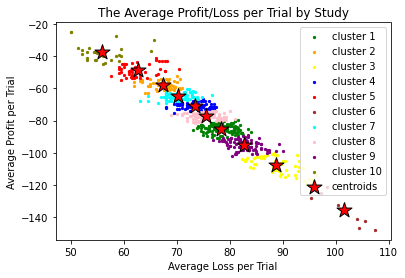 The Average Profit/Loss per Trial by Study
cluster 1
cluster 2
cluster 3
cluster 4
cluster 5
cluster 6
cluster 7
cluster 8
cluster 9
cluster 10
centroids
Average Profit per Trial
−20
−40
−60
−80
−100
−120
−140
50 60 70 80 90 100 110
Average Loss per Trial